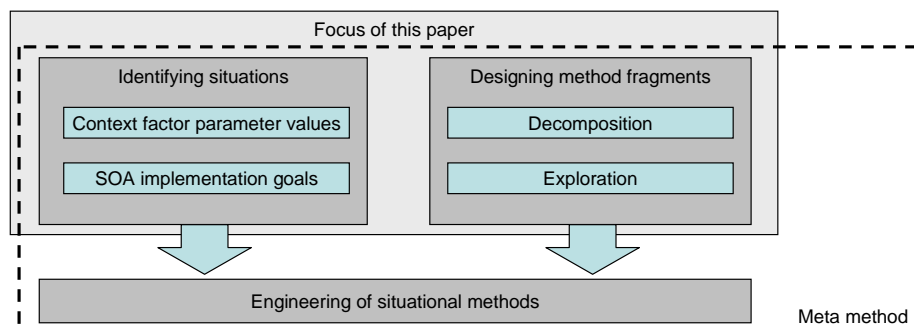 Focus of this paper
Identifying situations
Context factor parameter values
SOA implementation goals
Designing method fragments
Decomposition
Exploration
Engineering of situational methods
Meta method